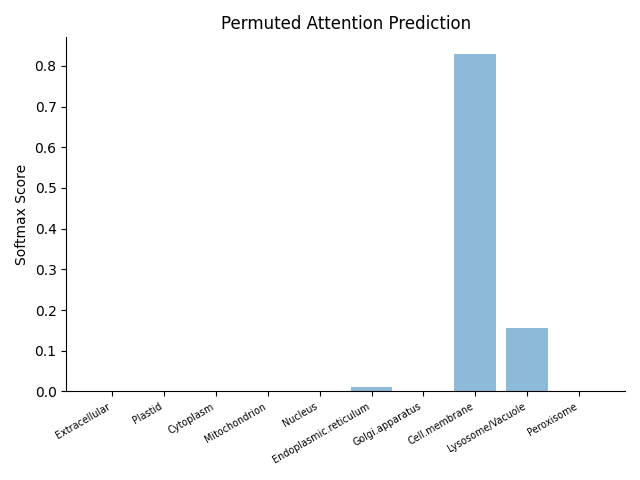 Permuted Attention Prediction
Softmax Score
0.8
0.7
0.6
0.5
0.4
0.3
0.2
0.1
0.0
Extracellular
Plastid
Cytoplasm
Mitochondrion
Nucleus
Endoplasmic.reticulum
Golgi.apparatus
Cell.membrane
Lysosome/Vacuole
Peroxisome